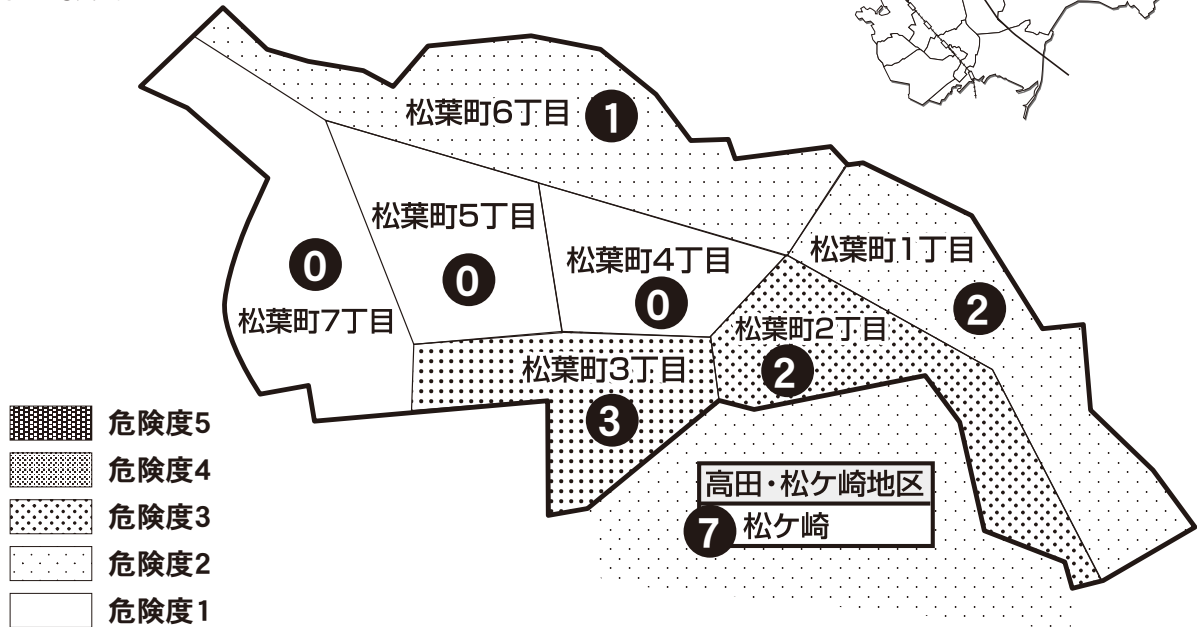 松葉町6丁目 1
松葉町5丁目
0
松葉町4丁目
0
松葉町1丁目
2
0
松葉町7丁目
松葉町2丁目
2
松葉町3丁目
3
高田・松ケ崎地区
7 松ケ崎
危険度5
危険度4
危険度3
危険度2
危険度1